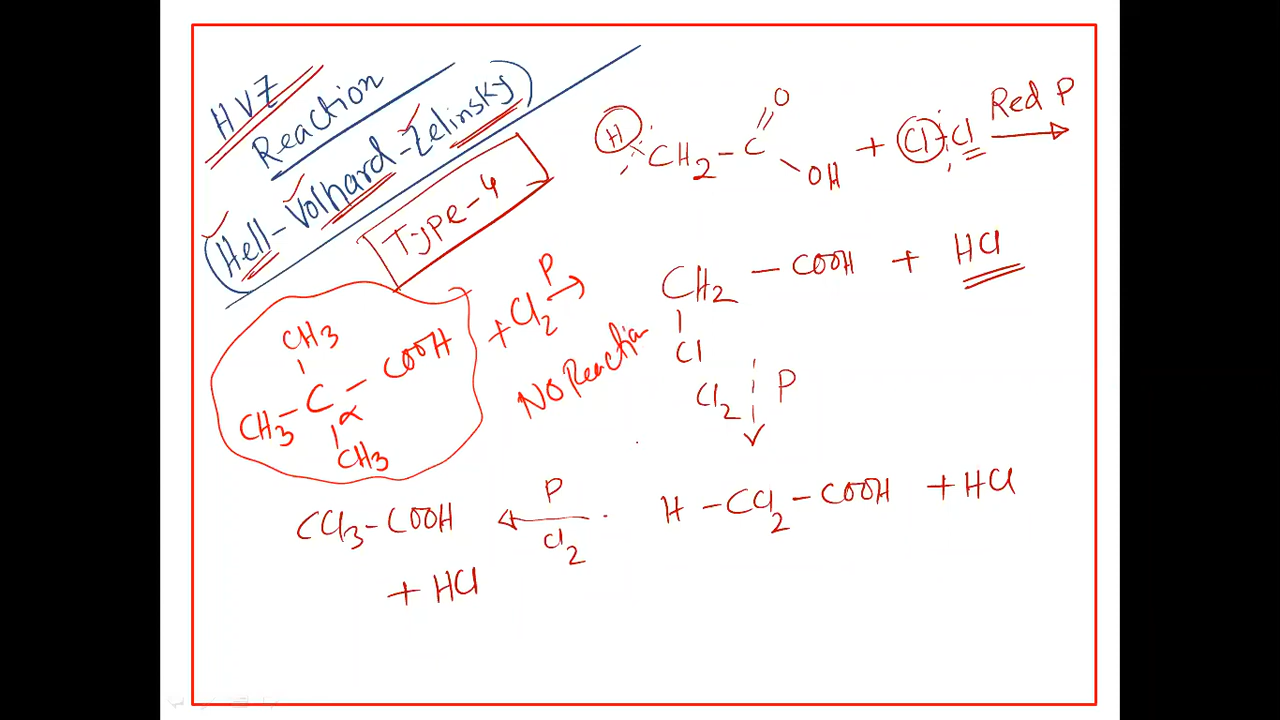 HVZ
Reaction
(Hell-Volhard-Zelinsky)
Type-4
H CH2-C O OH + Cl Cl Red P
CH2 - COOH + HCl
Cl
Cl2 P
H - CCl2 - COOH + HCl
P
Cl2
CCl3-COOH
+ HCl
CH3
CH3-C - COOH + Cl2 P
α
CH3
NO Reaction